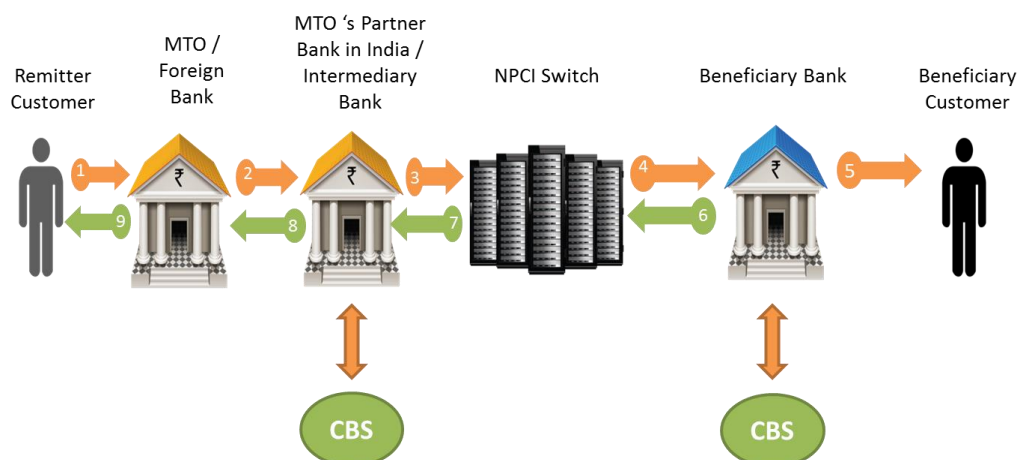 Remitter
Customer
MTO /
Foreign
Bank
MTO ‘s Partner
Bank in India /
Intermediary
Bank
NPCI Switch
Beneficiary Bank
Beneficiary
Customer
1
2
3
4
5
9
8
7
6
₹
₹
₹
CBS
CBS